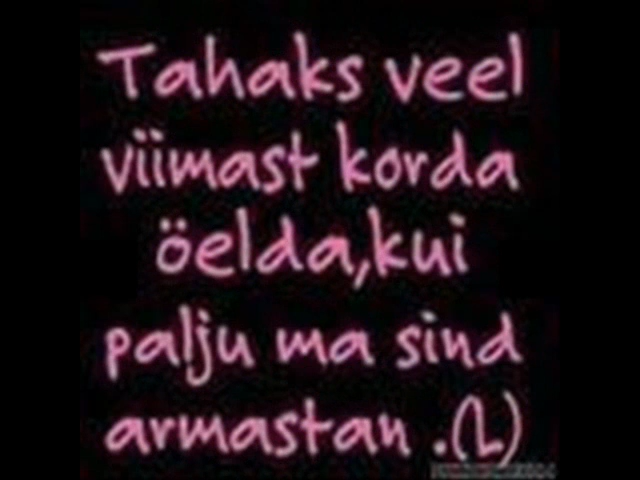 Tahaks veel
viimast korda
öelda,kui
palju ma sind
armastan .(L)